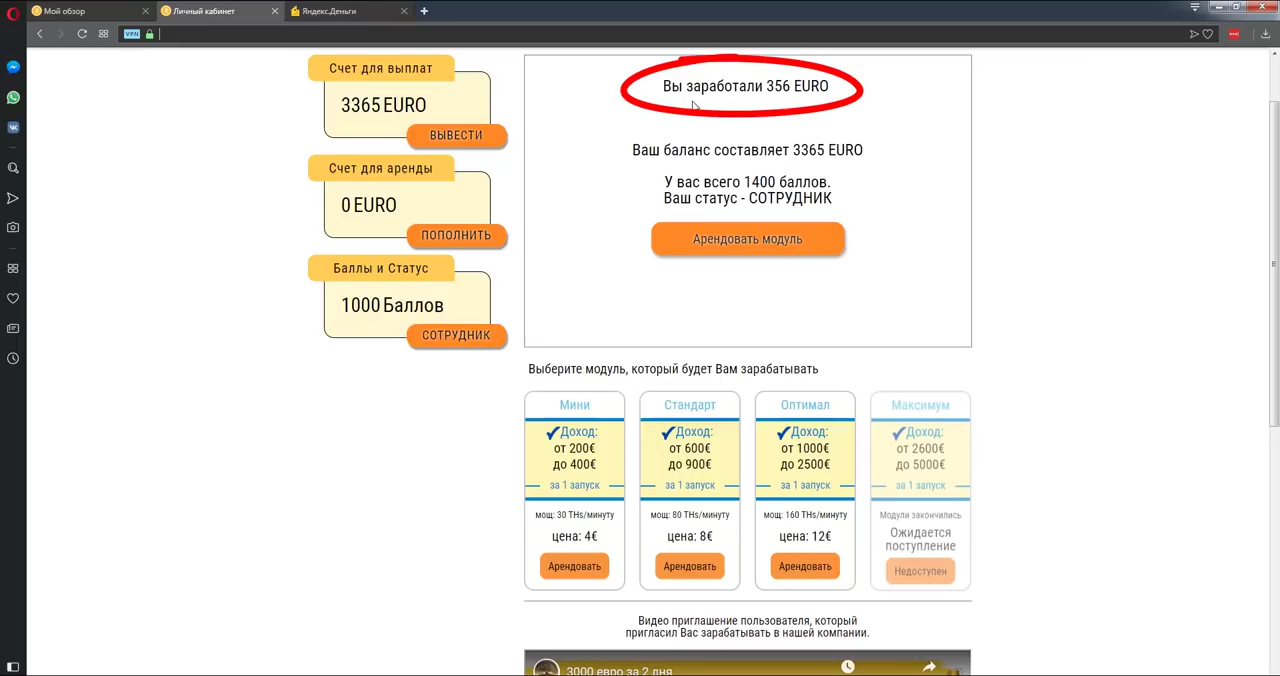 Мой обзор
Личный кабинет
Яндекс.Деньги
VPN
Счет для выплат
3365 EURO
ВЫВЕСТИ
Счет для аренды
0 EURO
ПОПОЛНИТЬ
Баллы и Статус
1000 Баллов
СОТРУДНИК
Вы заработали 356 EURO
Ваш баланс составляет 3365 EURO
У вас всего 1400 баллов.
Ваш статус - СОТРУДНИК
Арендовать модуль
Выберите модуль, который будет Вам зарабатывать
Мини
Доход:
от 200€
до 400€
за 1 запуск
мощ: 30 THs/минуту
цена: 4€
Арендовать
Стандарт
Доход:
от 600€
до 900€
за 1 запуск
мощ: 80 THs/минуту
цена: 8€
Арендовать
Оптимал
Доход:
от 1000€
до 2500€
за 1 запуск
мощ: 160 THs/минуту
цена: 12€
Арендовать
Максимум
Доход:
от 2600€
до 5000€
за 1 запуск
Модули закончились
Ожидается
поступление
Недоступен
Видео приглашение пользователя, который
пригласил Вас зарабатывать в нашей компании.
3000 евро за 2 дня